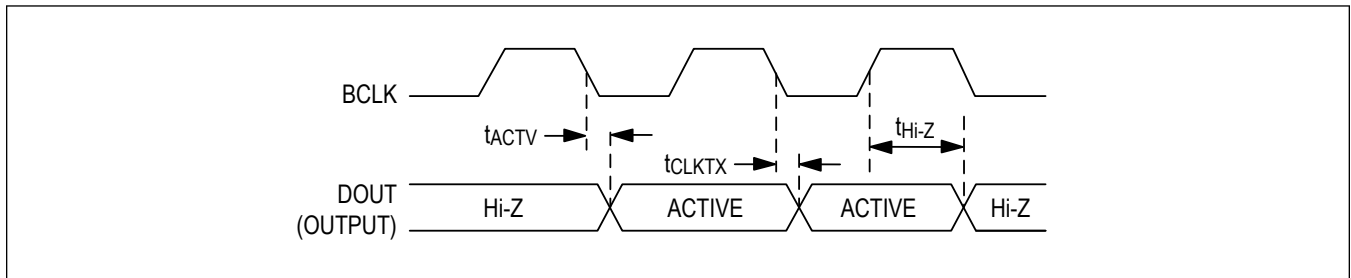 BCLK
tACTV
tCLKTX
tHi-Z
DOUT
(OUTPUT)
Hi-Z
ACTIVE
ACTIVE
Hi-Z